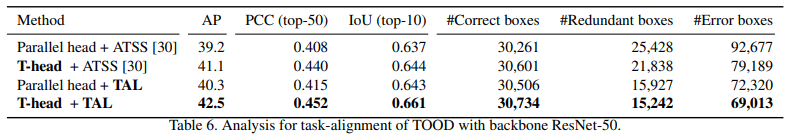 Method AP PCC (top-50) IoU (top-10) #Correct boxes #Redundant boxes #Error boxes
Parallel head + ATSS [30] 39.2 0.408 0.637 30,261 25,428 92,677
T-head + ATSS [30] 41.1 0.440 0.644 30,601 21,838 79,189
Parallel head + TAL 40.3 0.415 0.643 30,506 15,927 72,320
T-head + TAL 42.5 0.452 0.661 30,734 15,242 69,013
Table 6. Analysis for task-alignment of TOOD with backbone ResNet-50.